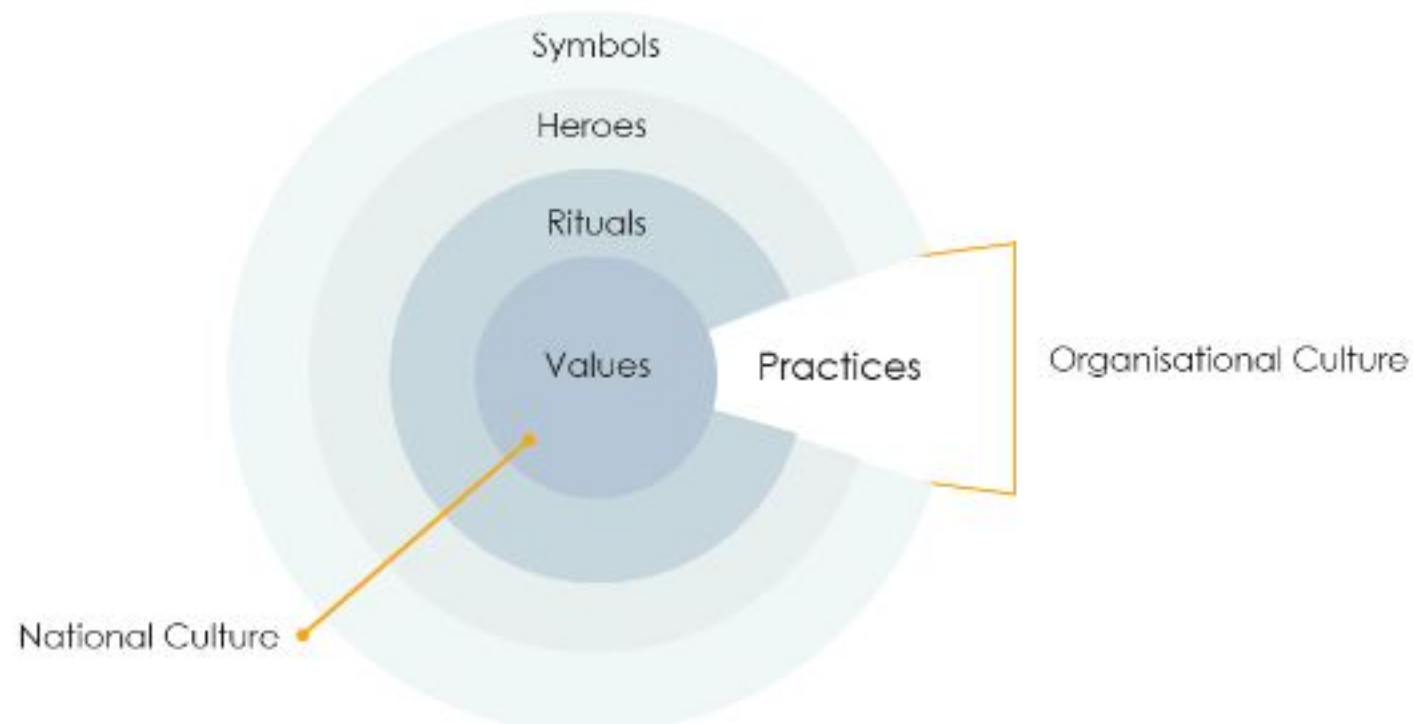 Symbols
Heroes
Rituals
Values
Practices
Organisational Culture
National Culture